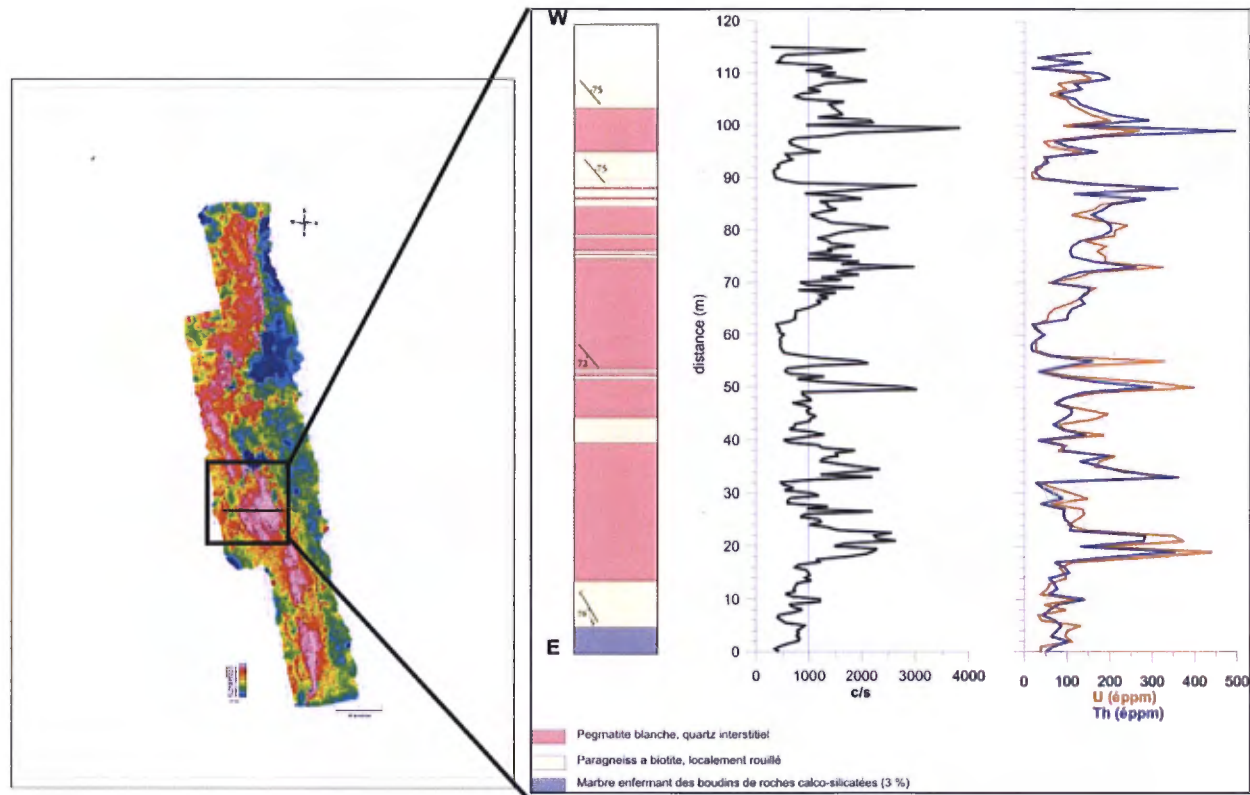 W
E
75
75
73
76
distance (m)
120
110
100
90
80
70
60
50
40
30
20
10
0
0 1000 2000 3000 4000
c/s
0 100 200 300 400 500
U (éppm)
Th (éppm)
Pegmatite blanche, quartz interstitiel
Paragneiss a biotite, localement rouillé
Marbre enfermant des boudins de roches calco-silicatées (3 %)